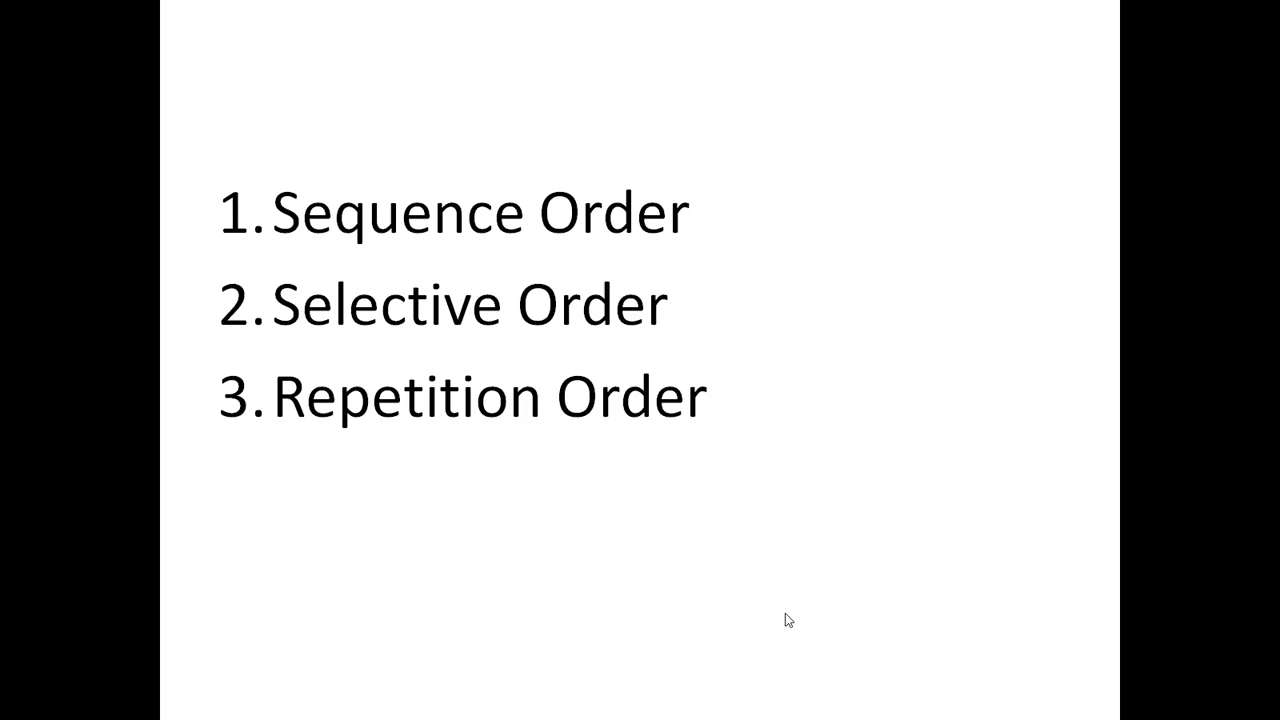 1. Sequence Order
2. Selective Order
3. Repetition Order